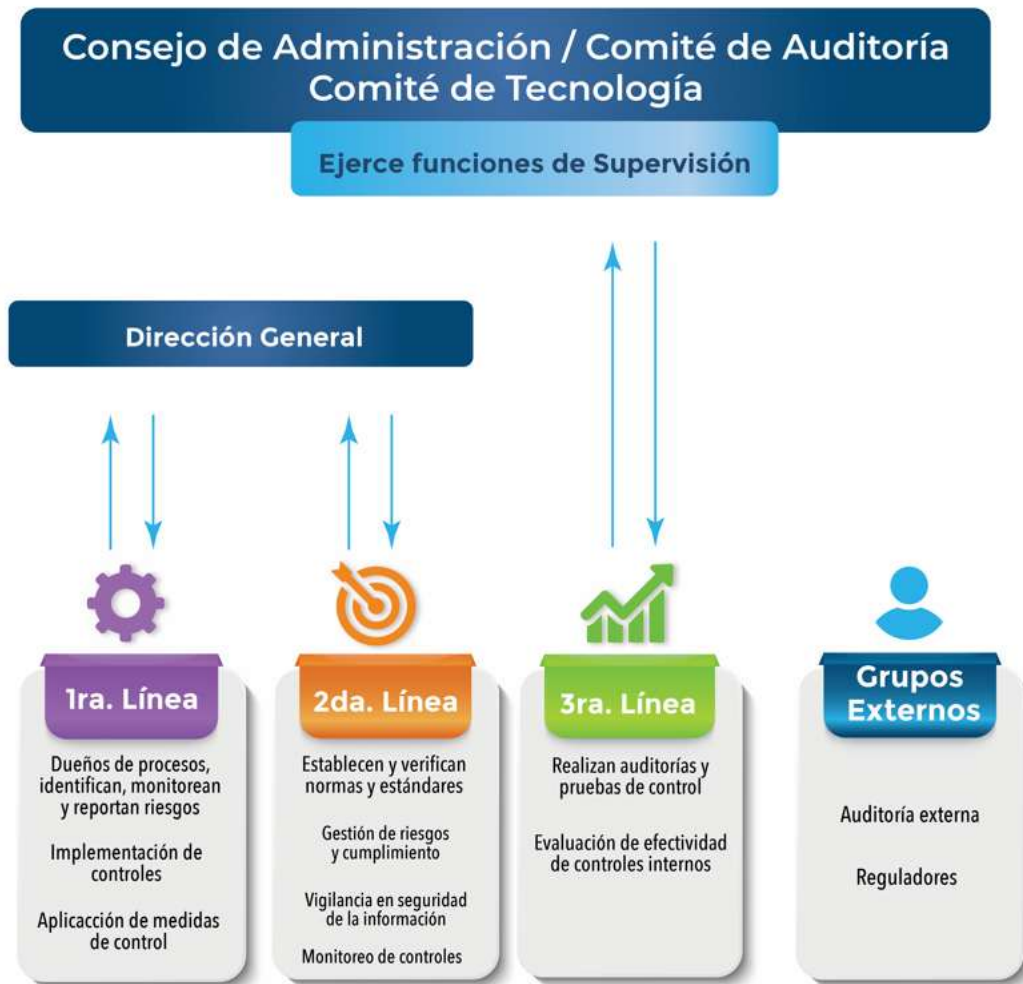 Consejo de Administración / Comité de Auditoría
Comité de Tecnología
Ejerce funciones de Supervisión
Dirección General
1ra. Línea
Dueños de procesos,
identifican, monitorean
y reportan riesgos
Implementación de
controles
Aplicacción de medidas
de control
2da. Línea
Establecen y verifican
normas y estándares
Gestión de riesgos
y cumplimiento
Vigilancia en seguridad
de la información
Monitoreo de controles
3ra. Línea
Realizan auditorías y
pruebas de control
Evaluación de efectividad
de controles internos
Grupos
Externos
Auditoría externa
Reguladores